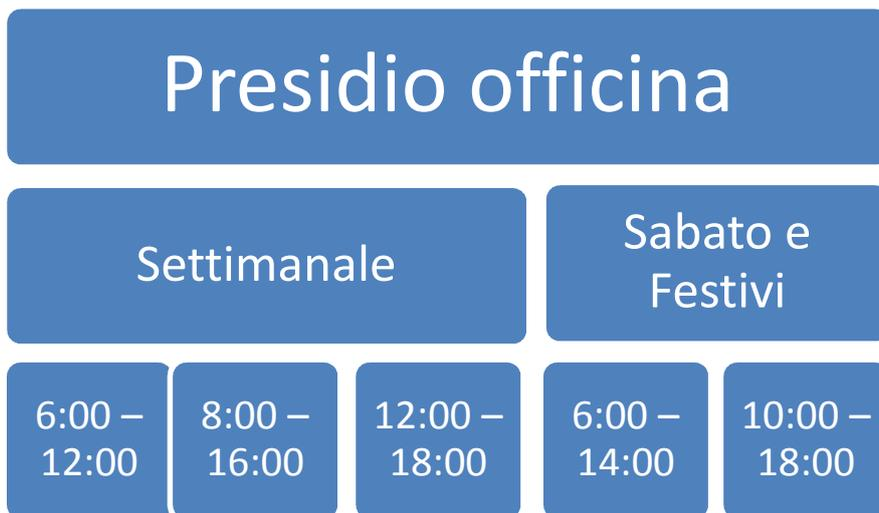 Presidio officina
Settimanale
Sabato e
Festivi
6:00 –
12:00
8:00 –
16:00
12:00 –
18:00
6:00 –
14:00
10:00 –
18:00